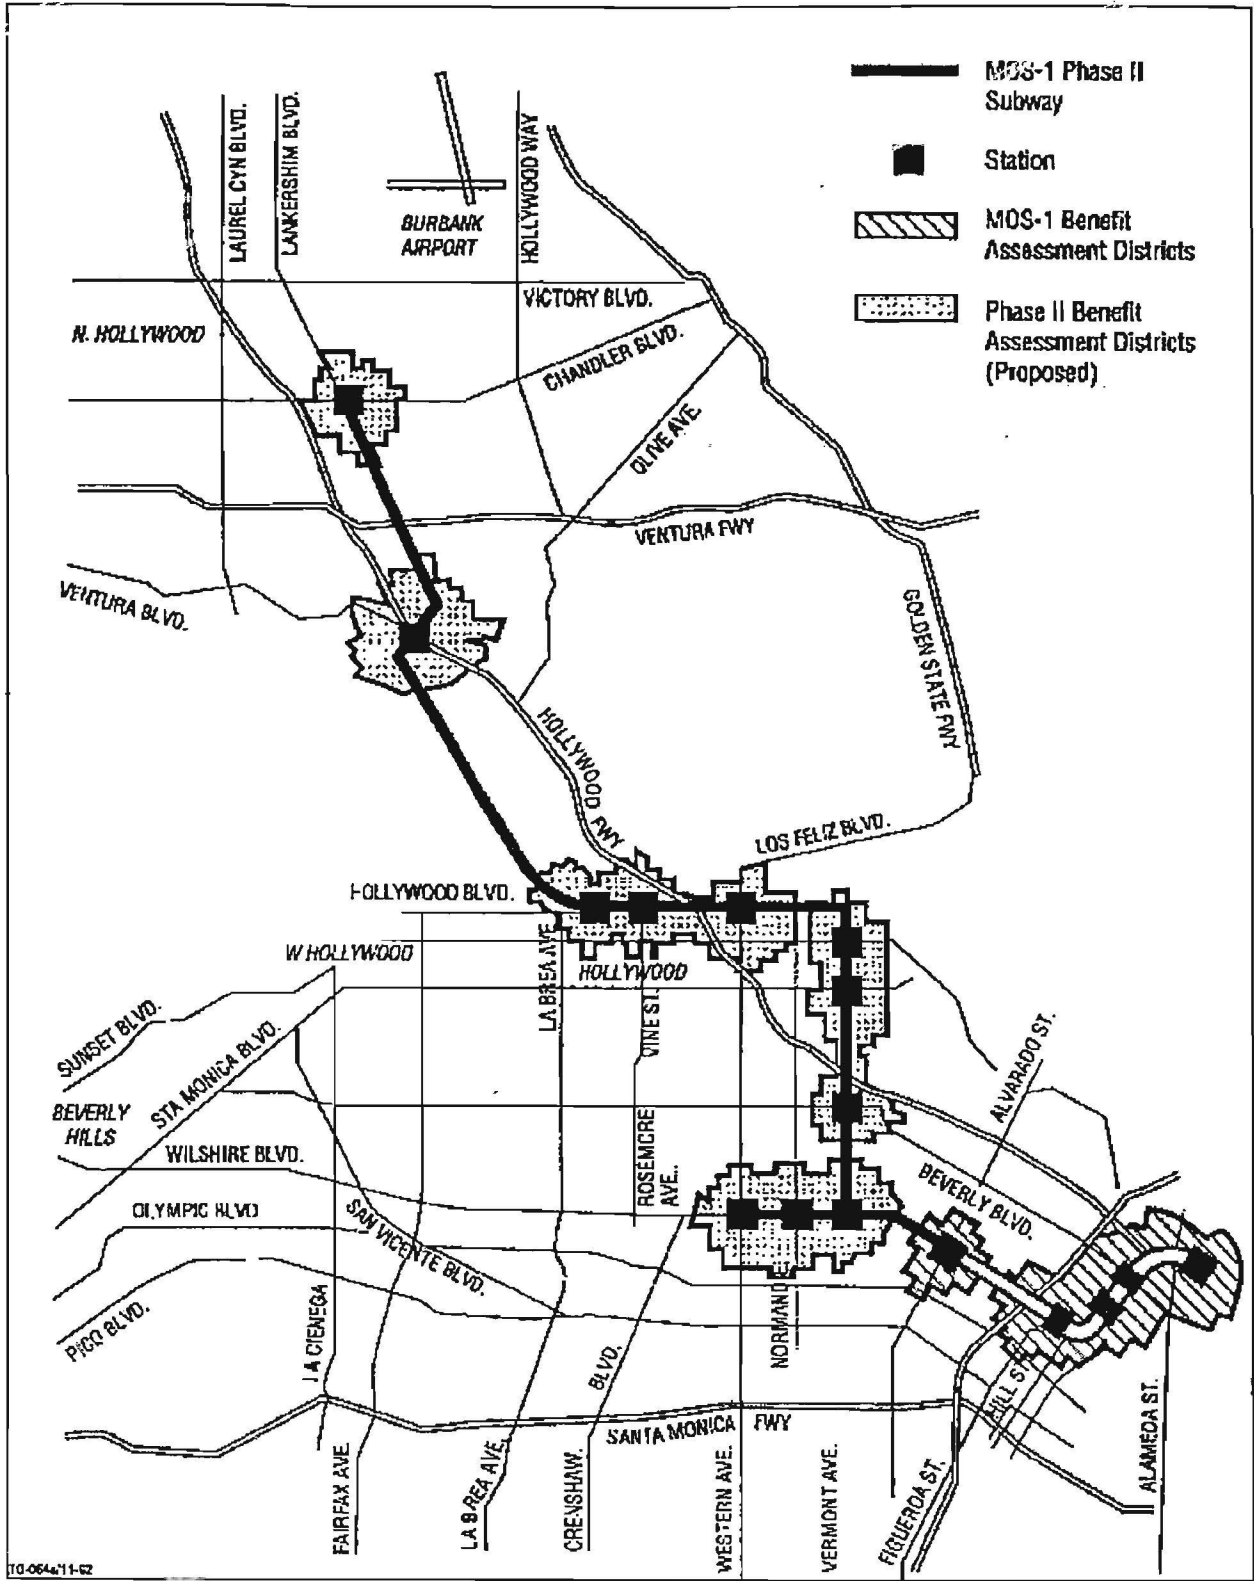 MOS-1 Phase II
Subway
Station
MOS-1 Benefit
Assessment Districts
Phase II Benefit
Assessment Districts
(Proposed)
LAUREL CYN BLVD.
LANKERSHIM BLVD.
HOLLYWOOD WAY
BURBANK
AIRPORT
N. HOLLYWOOD
VICTORY BLVD.
CHANDLER BLVD.
OLIVE AVE.
VENTURA FWY
VENTURA BLVD.
GOLDEN STATE FWY
HOLLYWOOD FWY
LOS FELIZ BLVD.
HOLLYWOOD BLVD.
W HOLLYWOOD
HOLLYWOOD
LA BREA AVE
VINE ST.
SUNSET BLVD.
STA MONICA BLVD.
ALVARADO ST.
BEVERLY
HILLS
WILSHIRE BLVD.
ROSEMORE
AVE.
BEVERLY BLVD.
OLYMPIC BLVD
SAN VICENTE BLVD.
PICO BLVD.
LA CIENEGA
BLVD.
NORMAND
HILL ST
SANTA MONICA FWY
ALAMEDA ST.
FAIRFAX AVE.
LA BREA AVE.
CRENSHAW.
WESTERN AVE.
VERMONT AVE.
FIGUEROA ST.